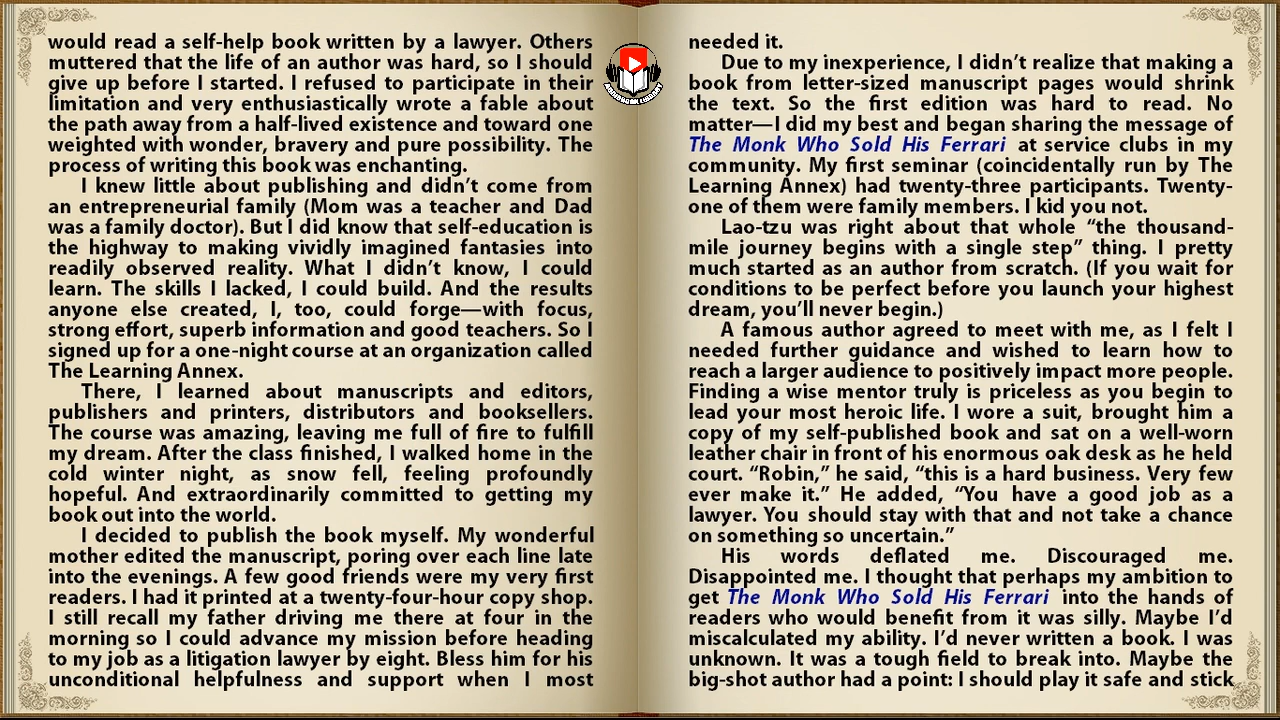 would read a self-help book written by a lawyer. Others
muttered that the life of an author was hard, so I should
give up before I started. I refused to participate in their
limitation and very enthusiastically wrote a fable about
the path away from a half-lived existence and toward one
weighted with wonder, bravery and pure possibility. The
process of writing this book was enchanting.
I knew little about publishing and didn’t come from
an entrepreneurial family (Mom was a teacher and Dad
was a family doctor). But I did know that self-education is
the highway to making vividly imagined fantasies into
readily observed reality. What I didn’t know, I could
learn. The skills I lacked, I could build. And the results
anyone else created, I, too, could forge—with focus,
strong effort, superb information and good teachers. So I
signed up for a one-night course at an organization called
The Learning Annex.
There, I learned about manuscripts and editors,
publishers and printers, distributors and booksellers.
The course was amazing, leaving me full of fire to fulfill
my dream. After the class finished, I walked home in the
cold winter night, as snow fell, feeling profoundly
hopeful. And extraordinarily committed to getting my
book out into the world.
I decided to publish the book myself. My wonderful
mother edited the manuscript, poring over each line late
into the evenings. A few good friends were my very first
readers. I had it printed at a twenty-four-hour copy shop.
I still recall my father driving me there at four in the
morning so I could advance my mission before heading
to my job as a litigation lawyer by eight. Bless him for his
unconditional helpfulness and support when I most
needed it.
Due to my inexperience, I didn’t realize that making a
book from letter-sized manuscript pages would shrink
the text. So the first edition was hard to read. No
matter—I did my best and began sharing the message of
The Monk Who Sold His Ferrari at service clubs in my
community. My first seminar (coincidentally run by The
Learning Annex) had twenty-three participants. Twenty-
one of them were family members. I kid you not.
Lao-tzu was right about that whole “the thousand-
mile journey begins with a single step” thing. I pretty
much started as an author from scratch. (If you wait for
conditions to be perfect before you launch your highest
dream, you’ll never begin.)
A famous author agreed to meet with me, as I felt I
needed further guidance and wished to learn how to
reach a larger audience to positively impact more people.
Finding a wise mentor truly is priceless as you begin to
lead your most heroic life. I wore a suit, brought him a
copy of my self-published book and sat on a well-worn
leather chair in front of his enormous oak desk as he held
court. “Robin,” he said, “this is a hard business. Very few
ever make it.” He added, “You have a good job as a
lawyer. You should stay with that and not take a chance
on something so uncertain.”
His words deflated me. Discouraged me.
Disappointed me. I thought that perhaps my ambition to
get The Monk Who Sold His Ferrari into the hands of
readers who would benefit from it was silly. Maybe I’d
miscalculated my ability. I’d never written a book. I was
unknown. It was a tough field to break into. Maybe the
big-shot author had a point: I should play it safe and stick